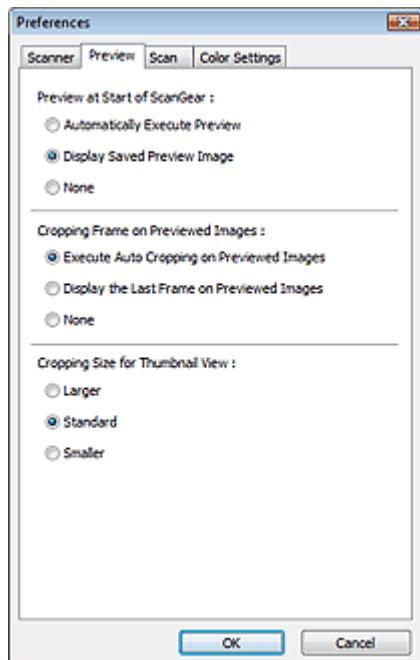 Preferences
Scanner Preview Scan Color Settings
Preview at Start of ScanGear :
Automatically Execute Preview
Display Saved Preview Image
None
Cropping Frame on Previewed Images :
Execute Auto Cropping on Previewed Images
Display the Last Frame on Previewed Images
None
Cropping Size for Thumbnail View :
Larger
Standard
Smaller
OK Cancel